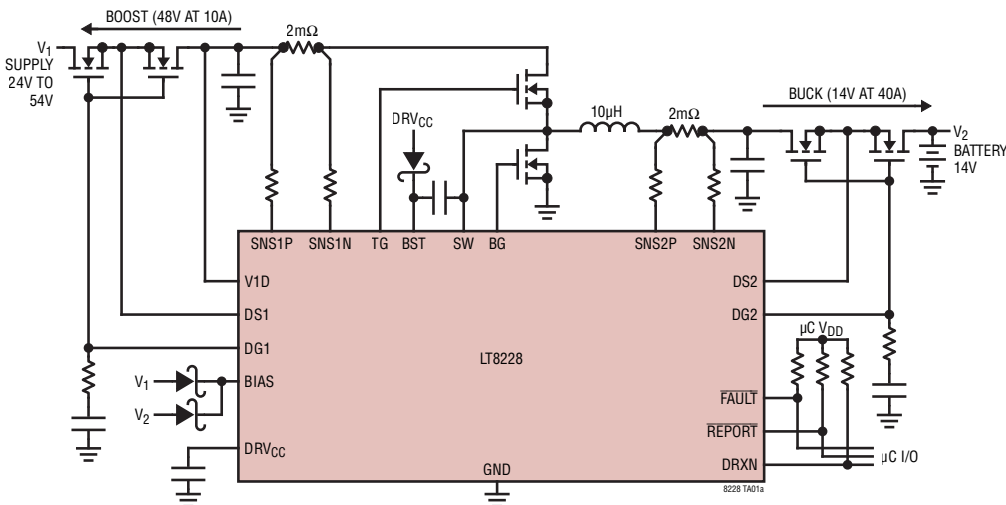 BOOST (48V AT 10A)
2mΩ
V1
SUPPLY
24V TO
54V
DRVCC
10µH
2mΩ
BUCK (14V AT 40A)
V2
BATTERY
14V
SNS1P
SNS1N
TG
BST
SW
BG
SNS2P
SNS2N
V1D
DS1
DG1
V1
BIAS
V2
DRVCC
LT8228
GND
DS2
DG2
µC VDD
FAULT
REPORT
DRXN
µC I/O
8228 TA01a